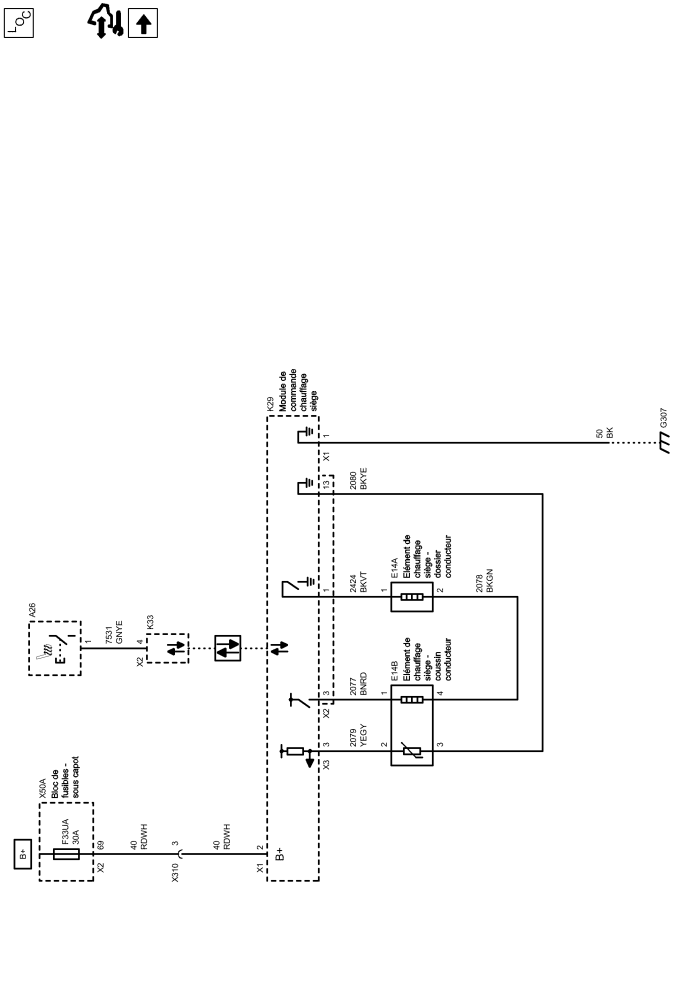 LOC
A26
1
7531
GNYE
X2
4
K33
X50A
Bloc de
fusibles -
sous capot
B+
F33UA
30A
X2
69
40
RDWH
X310
3
40
RDWH
X1
2
B+
K29
Module de
commande
chauffage
siège
X3
3
2079
YEGY
X2
3
2077
BNRD
1
2424
BKVT
13
2080
BKYE
X1
1
50
BK
G307
E14B
Elément de
chauffage
siège -
coussin
conducteur
2
1
3
4
E14A
Elément de
chauffage
siège -
dossier
conducteur
1
2
2078
BKGN